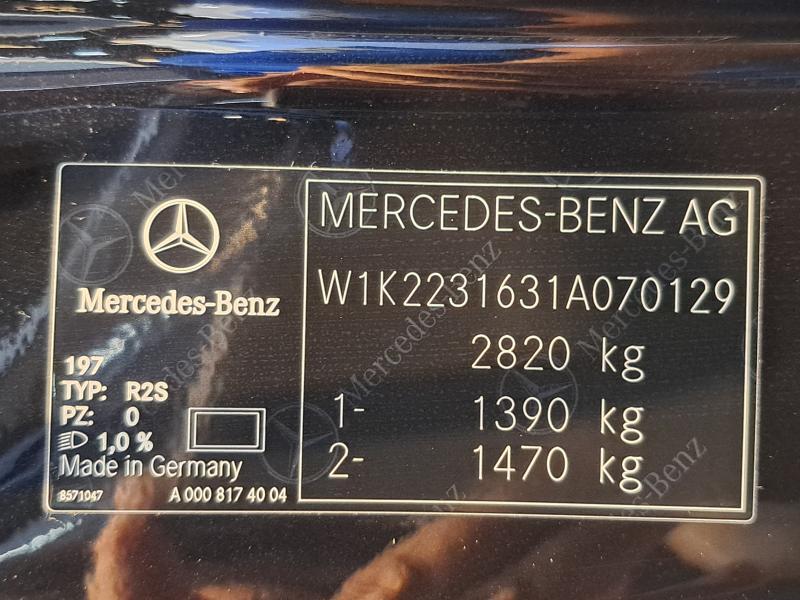 Mercedes-Benz
197
TYP: R2S
PZ: 0
1,0 %
Made in Germany
8571047 A 000 817 40 04
MERCEDES-BENZ AG
W1K2231631A070129
2820 kg
1- 1390 kg
2- 1470 kg